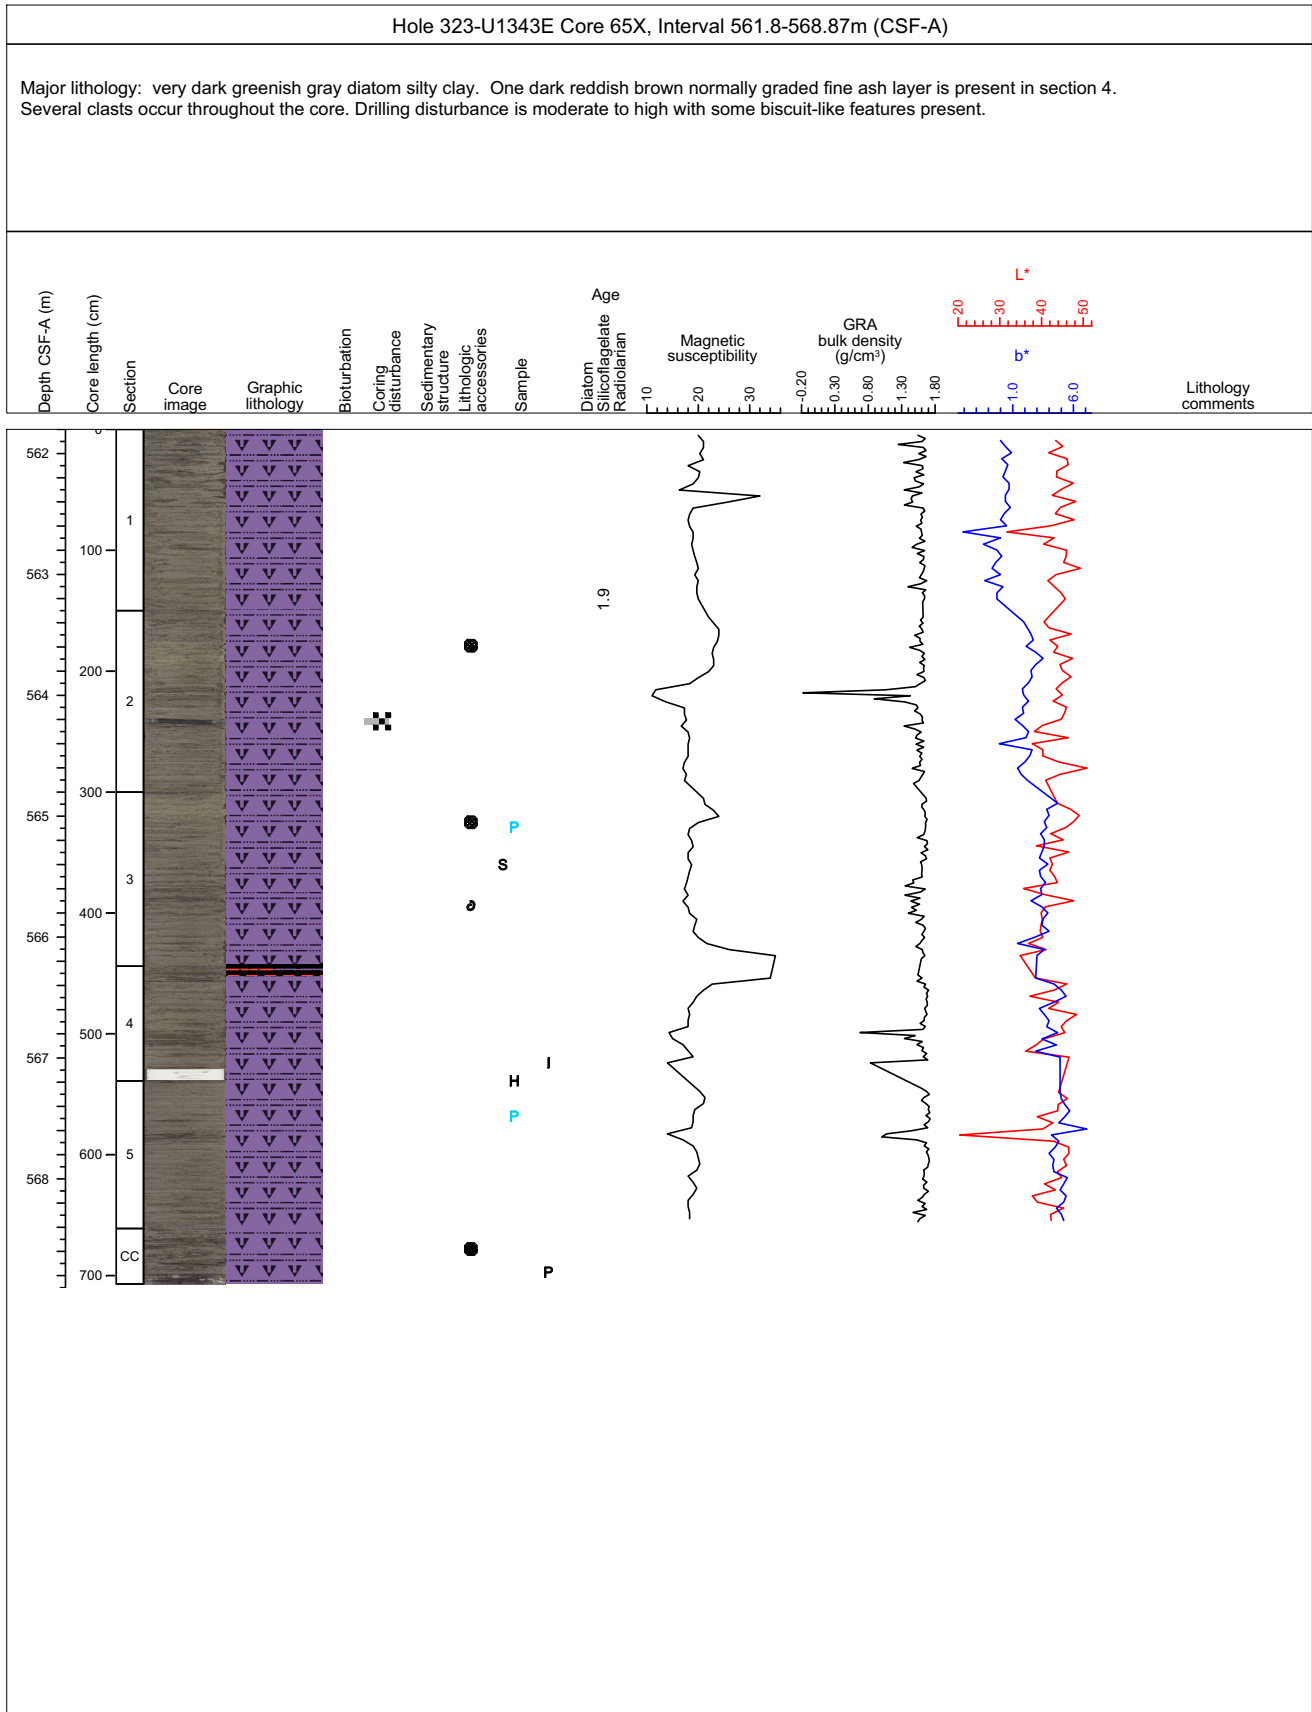 Hole 323-U1343E Core 65X, Interval 561.8-568.87m (CSF-A)
Major lithology: very dark greenish gray diatom silty clay. One dark reddish brown normally graded fine ash layer is present in section 4.
Several clasts occur throughout the core. Drilling disturbance is moderate to high with some biscuit-like features present.
Depth CSF-A (m)
Core length (cm)
Section
Core
image
Graphic
lithology
Bioturbation
Coring
disturbance
Sedimentary
structure
Lithologic
accessories
Sample
Age
Diatom
Silicoflagelate
Radiolarian
Magnetic
susceptibility
10 20 30
GRA
bulk density
(g/cm³)
-0.20 0.30 0.80 1.30 1.80
L*
20 30 40 50
b*
1.0 6.0
Lithology
comments
0
562
1
100
563
1.9
200
2
564
300
565
P
S
3
400
566
4
500
567
I
H
P
5
600
568
CC
P
700